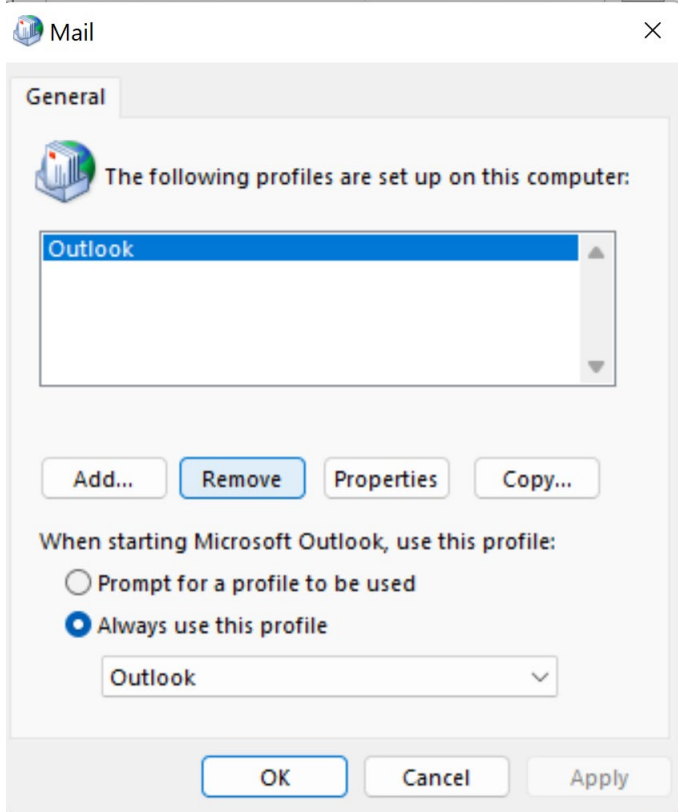 Mail
General
The following profiles are set up on this computer:
Outlook
Add... Remove Properties Copy...
When starting Microsoft Outlook, use this profile:
Prompt for a profile to be used
Always use this profile
Outlook
OK Cancel Apply